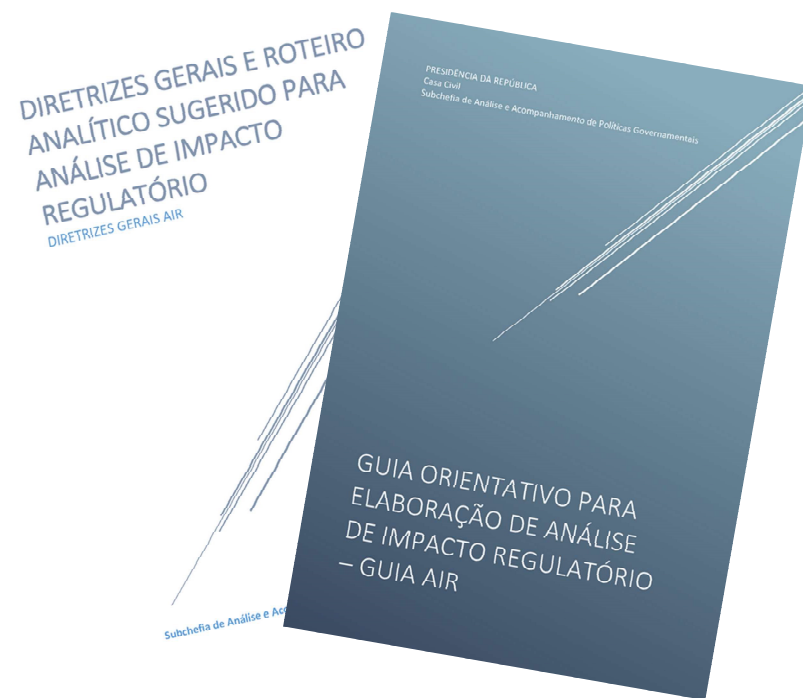 DIRETRIZES GERAIS E ROTEIRO
ANALÍTICO SUGERIDO PARA
ANÁLISE DE IMPACTO
REGULATÓRIO
DIRETRIZES GERAIS AIR
Subchefia de Análise e
PRESIDÊNCIA DA REPÚBLICA
Casa Civil
Subchefia de Análise e Acompanhamento de Políticas Governamentais
GUIA ORIENTATIVO PARA
ELABORAÇÃO DE ANÁLISE
DE IMPACTO REGULATÓRIO
– GUIA AIR